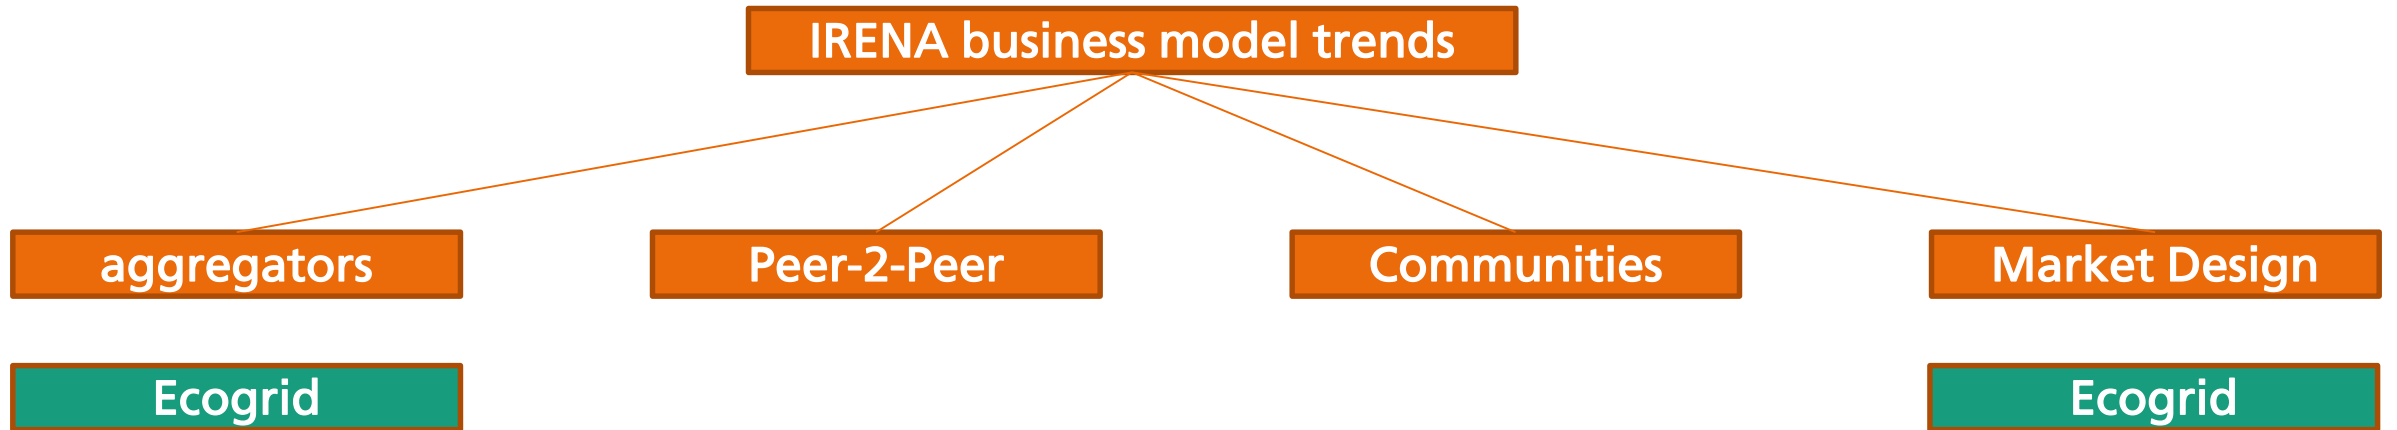 IRENA business model trends
aggregators
Peer-2-Peer
Communities
Market Design
Ecogrid
Ecogrid